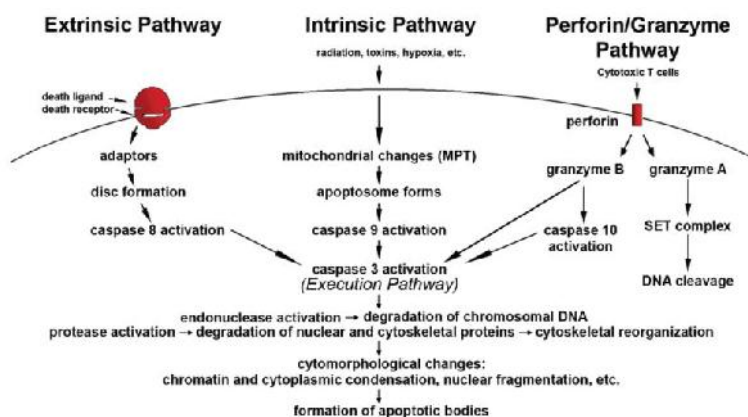 Extrinsic Pathway
Intrinsic Pathway
Perforin/Granzyme
Pathway
radiation, toxins, hypoxia, etc.
Cytotoxic T cells
death ligand
death receptor
perforin
adaptors
mitochondrial changes (MPT)
granzyme B
granzyme A
disc formation
apoptosome forms
caspase 8 activation
caspase 9 activation
caspase 10
activation
SET complex
caspase 3 activation
(Execution Pathway)
DNA cleavage
endonuclease activation → degradation of chromosomal DNA
protease activation → degradation of nuclear and cytoskeletal proteins → cytoskeletal reorganization
cytomorphological changes:
chromatin and cytoplasmic condensation, nuclear fragmentation, etc.
formation of apoptotic bodies